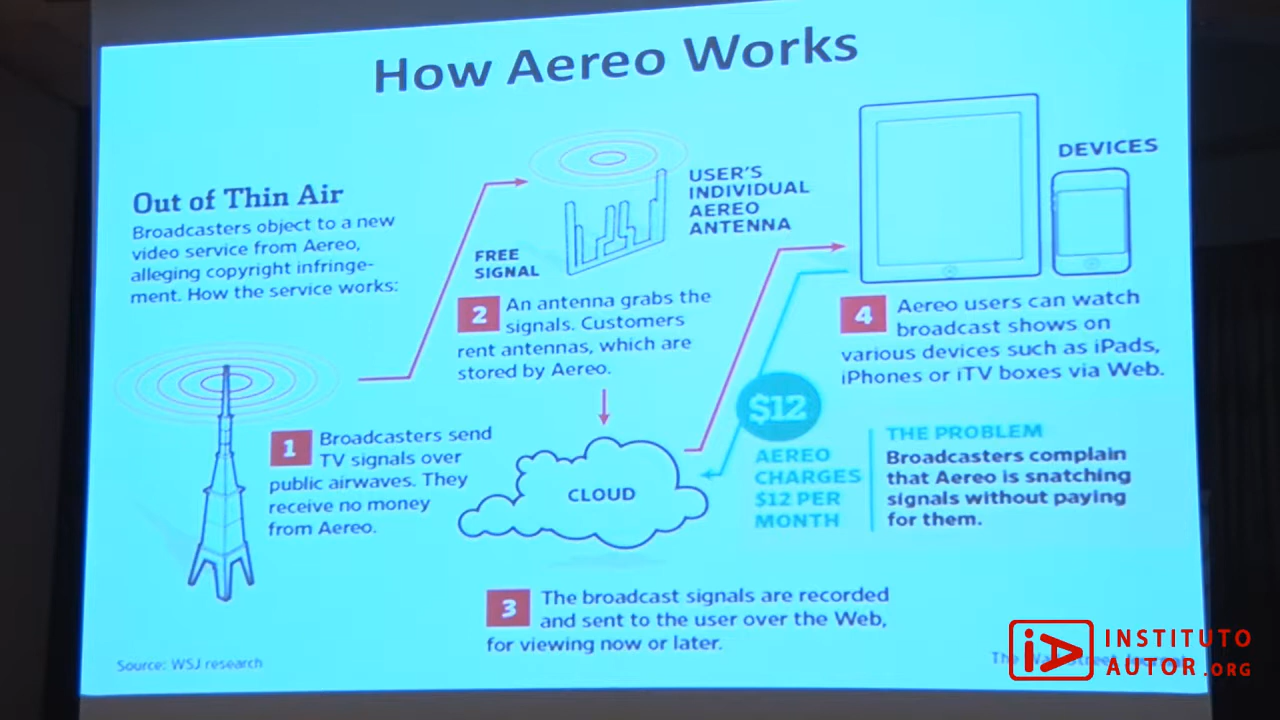 How Aereo Works
Out of Thin Air
Broadcasters object to a new
video service from Aereo,
alleging copyright infringe-
ment. How the service works:
1 Broadcasters send
TV signals over
public airwaves. They
receive no money
from Aereo.
FREE
SIGNAL
USER'S
INDIVIDUAL
AEREO
ANTENNA
2 An antenna grabs the
signals. Customers
rent antennas, which are
stored by Aereo.
CLOUD
3 The broadcast signals are recorded
and sent to the user over the Web,
for viewing now or later.
DEVICES
4 Aereo users can watch
broadcast shows on
various devices such as iPads,
iPhones or iTV boxes via Web.
$12
AEREO
CHARGES
$12 PER
MONTH
THE PROBLEM
Broadcasters complain
that Aereo is snatching
signals without paying
for them.
Source: WSJ research
The Wall Street Journal
iA INSTITUTO
AUTOR.ORG